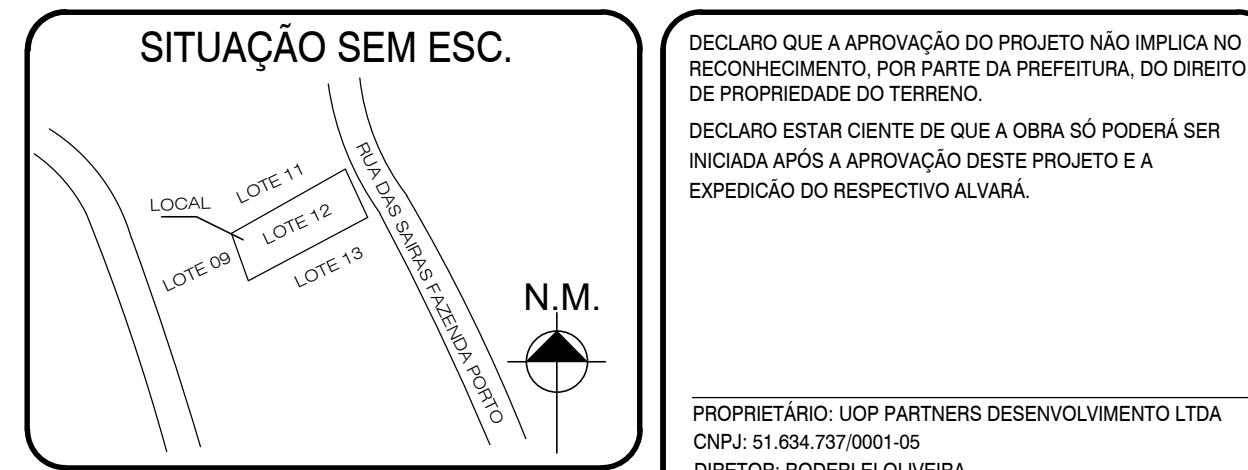 SITUAÇÃO SEM ESC.
LOCAL
LOTE 11
LOTE 12
LOTE 09
LOTE 13
RUA DAS SAIRAS FAZENDA PORTO
N.M.
DECLARO QUE A APROVAÇÃO DO PROJETO NÃO IMPLICA NO
RECONHECIMENTO, POR PARTE DA PREFEITURA, DO DIREITO
DE PROPRIEDADE DO TERRENO.
DECLARO ESTAR CIENTE DE QUE A OBRA SÓ PODERÁ SER
INICIADA APÓS A APROVAÇÃO DESTE PROJETO E A
EXPEDICÃO DO RESPECTIVO ALVARÁ.
PROPRIETÁRIO: UOP PARTNERS DESENVOLVIMENTO LTDA
CNPJ: 51.634.737/0001-05
DIRETOR: RODERLEI OLIVEIRA